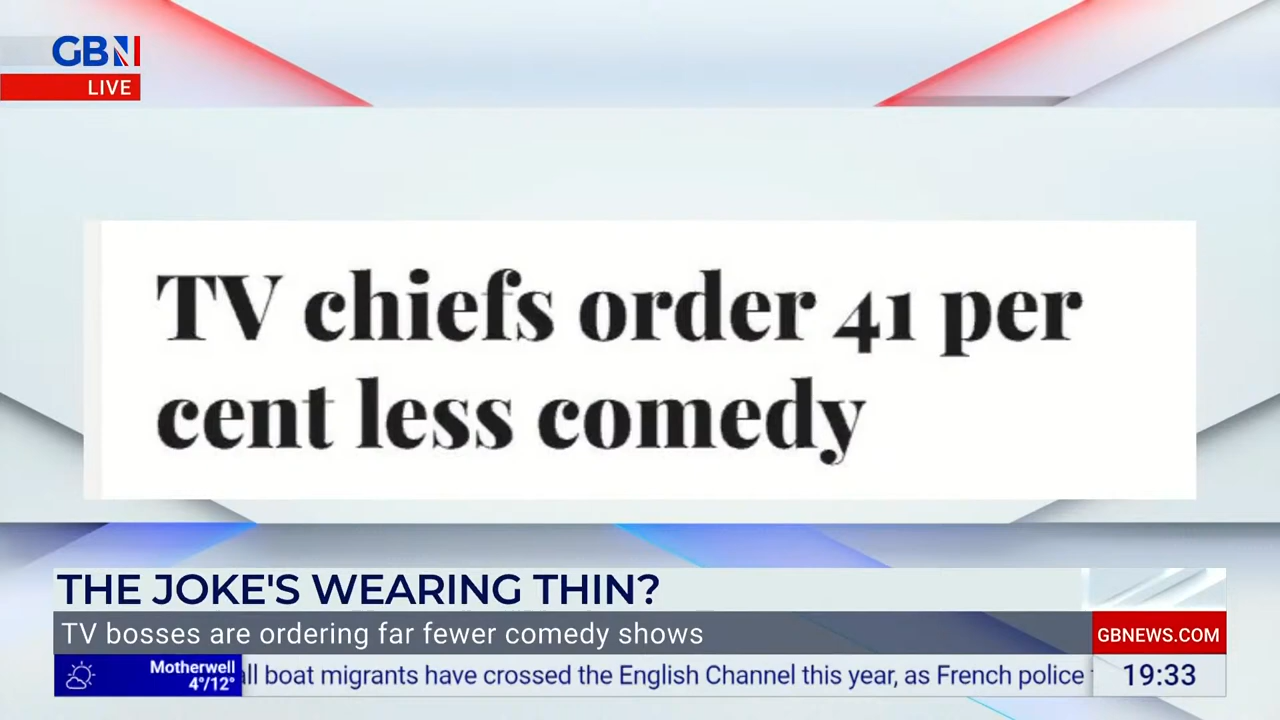 GBN
LIVE
TV chiefs order 41 per
cent less comedy
THE JOKE'S WEARING THIN?
TV bosses are ordering far fewer comedy shows
GBNEWS.COM
Motherwell
4°/12°
boat migrants have crossed the English Channel this year, as French police
19:33